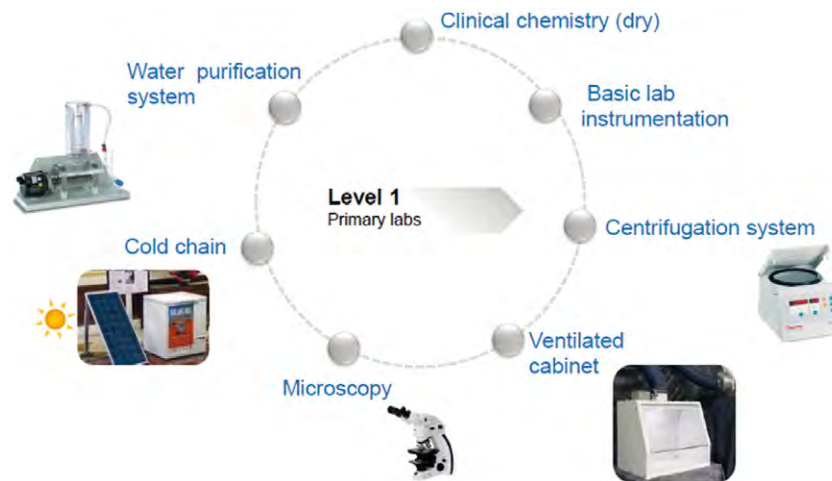 Clinical chemistry (dry)
Water purification
system
Basic lab
instrumentation
Level 1
Primary labs
Centrifugation system
Cold chain
Ventilated
cabinet
Microscopy